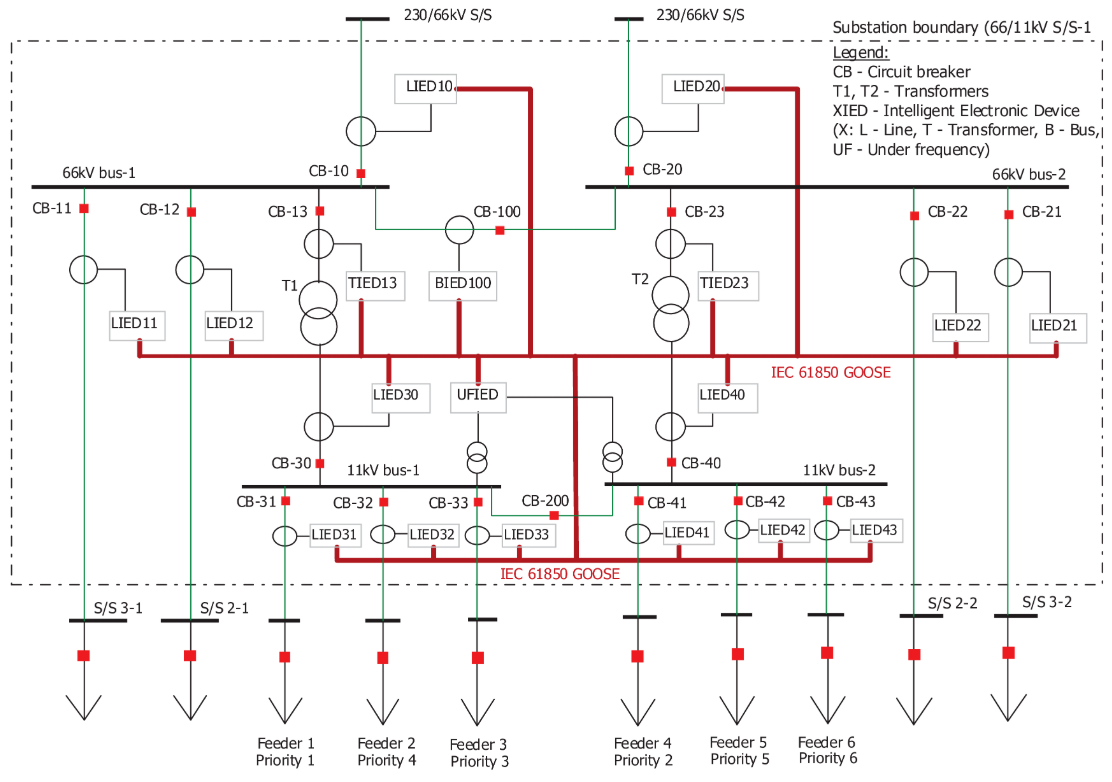 230/66kV S/S
230/66kV S/S
Substation boundary (66/11kV S/S-1
Legend:
CB - Circuit breaker
T1, T2 - Transformers
XIED - Intelligent Electronic Device
(X: L - Line, T - Transformer, B - Bus,
UF - Under frequency)
LIED10
LIED20
66kV bus-1
CB-10
CB-20
66kV bus-2
CB-11
CB-12
CB-13
CB-100
CB-23
CB-22
CB-21
T1
TIED13
BIED100
T2
TIED23
LIED11
LIED12
LIED22
LIED21
IEC 61850 GOOSE
LIED30
UFIED
LIED40
CB-30
11kV bus-1
CB-40
11kV bus-2
CB-31
CB-32
CB-33
CB-200
CB-41
CB-42
CB-43
LIED31
LIED32
LIED33
LIED41
LIED42
LIED43
IEC 61850 GOOSE
S/S 3-1
S/S 2-1
S/S 2-2
S/S 3-2
Feeder 1
Priority 1
Feeder 2
Priority 4
Feeder 3
Priority 3
Feeder 4
Priority 2
Feeder 5
Priority 5
Feeder 6
Priority 6